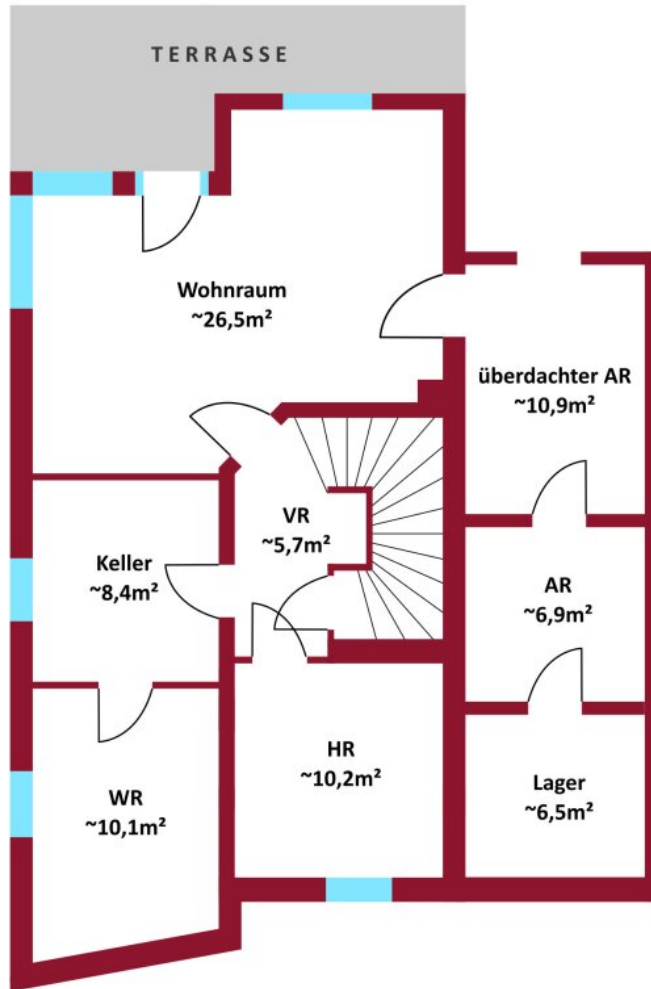 TERRASSE
Wohnraum
~26,5m²
überdachter AR
~10,9m²
VR
~5,7m²
Keller
~8,4m²
AR
~6,9m²
HR
~10,2m²
WR
~10,1m²
Lager
~6,5m²